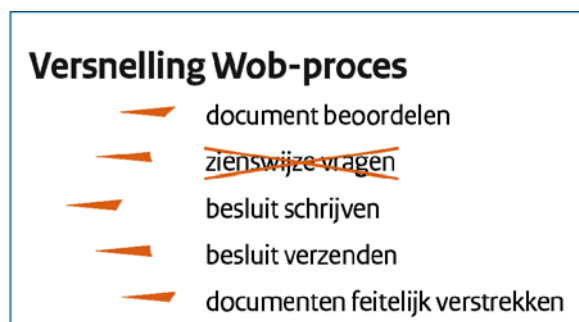 Versnelling Wob-proces
document beoordelen
zienswijze vragen
besluit schrijven
besluit verzenden
documenten feitelijk verstrekken